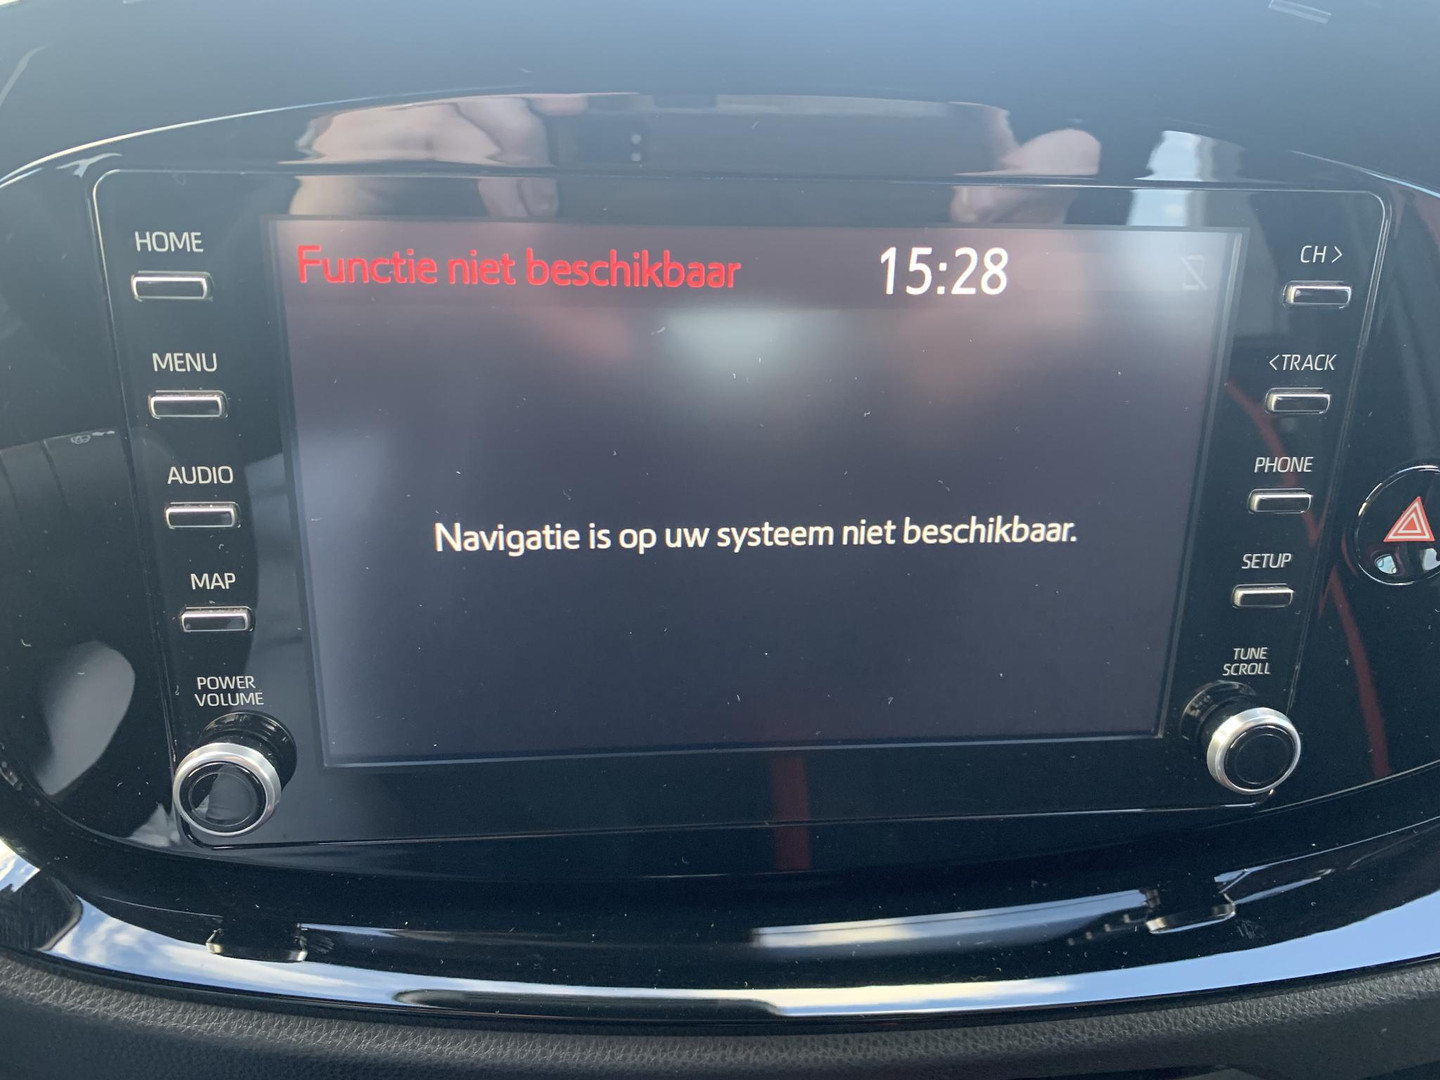 Functie niet beschikbaar 15:28
Navigatie is op uw systeem niet beschikbaar.
HOME
MENU
AUDIO
MAP
POWER
VOLUME
CH >
< TRACK
PHONE
SETUP
TUNE
SCROLL